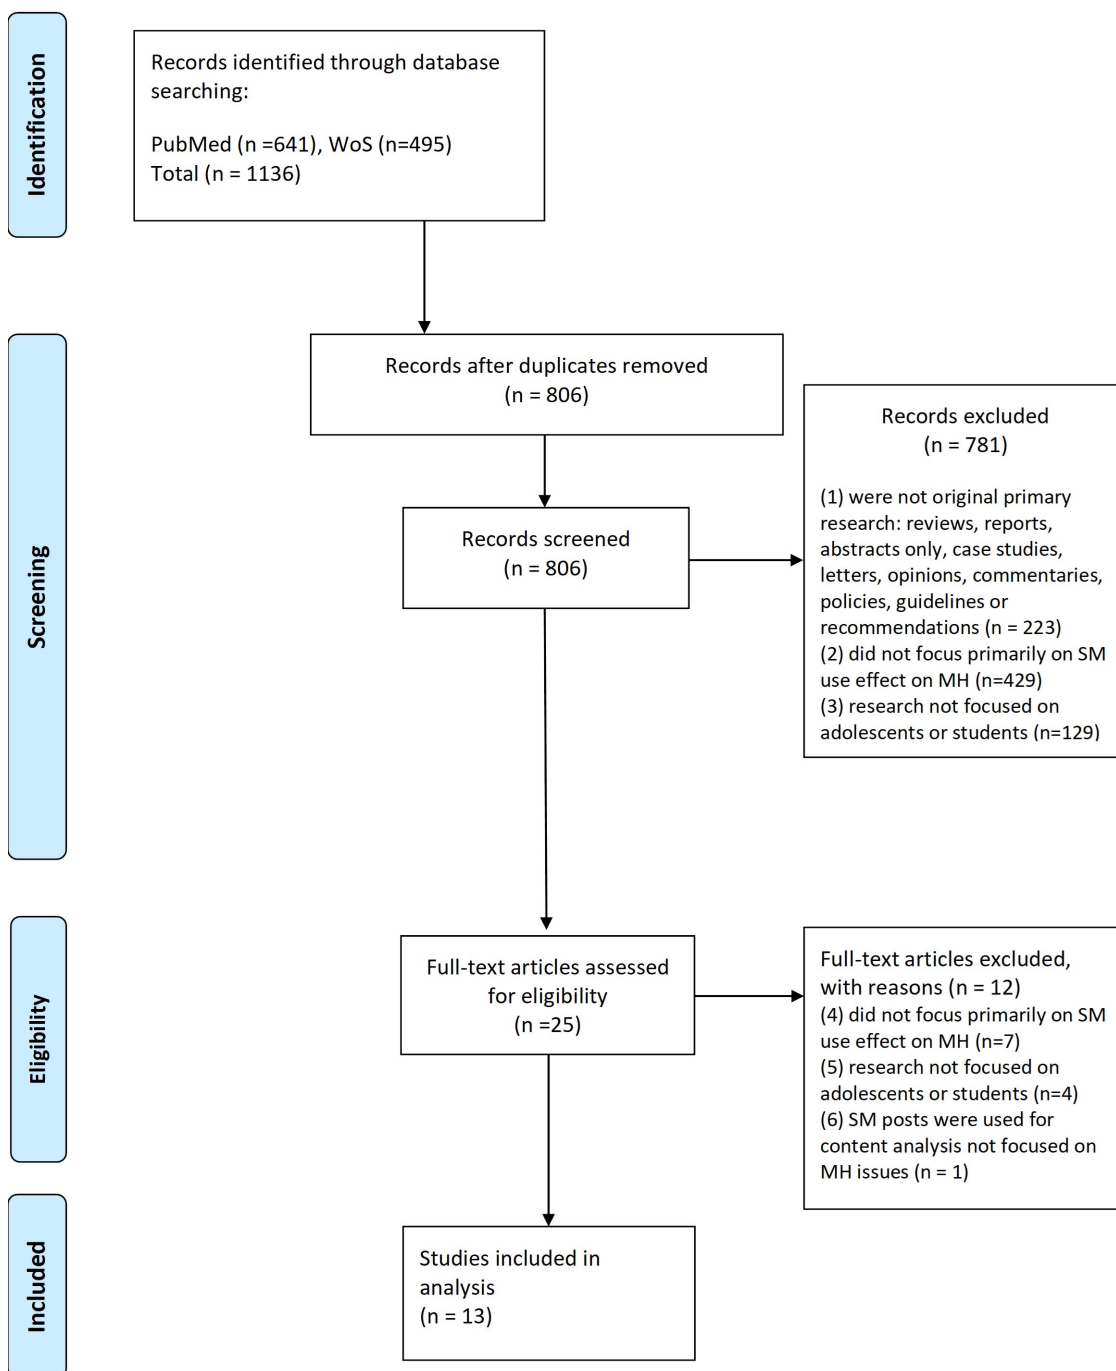 Identification
Records identified through database
searching:
PubMed (n =641), WoS (n=495)
Total (n = 1136)
Screening
Records after duplicates removed
(n = 806)
Records screened
(n = 806)
Records excluded
(n = 781)
(1) were not original primary
research: reviews, reports,
abstracts only, case studies,
letters, opinions, commentaries,
policies, guidelines or
recommendations (n = 223)
(2) did not focus primarily on SM
use effect on MH (n=429)
(3) research not focused on
adolescents or students (n=129)
Eligibility
Full-text articles assessed
for eligibility
(n =25)
Full-text articles excluded,
with reasons (n = 12)
(4) did not focus primarily on SM
use effect on MH (n=7)
(5) research not focused on
adolescents or students (n=4)
(6) SM posts were used for
content analysis not focused on
MH issues (n = 1)
Included
Studies included in
analysis
(n = 13)